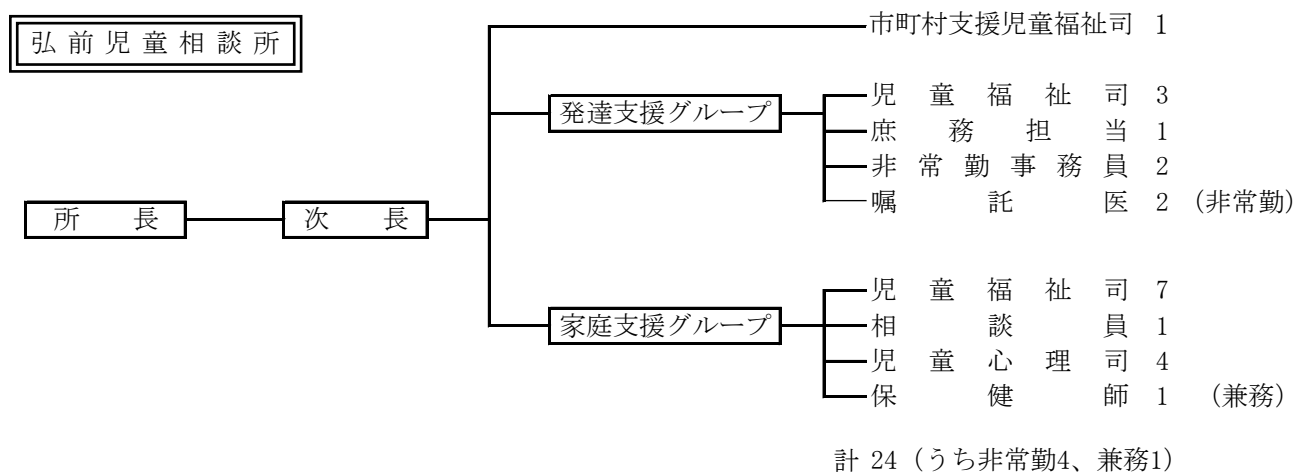 弘前児童相談所
市町村支援児童福祉司 1
発達支援グループ
児童福祉司 3
庶務担当 1
非常勤事務員 2
嘱託医 2 (非常勤)
所長
次長
家庭支援グループ
児童福祉司 7
相談員 1
児童心理司 4
保健師 1 (兼務)
計 24 (うち非常勤4、兼務1)